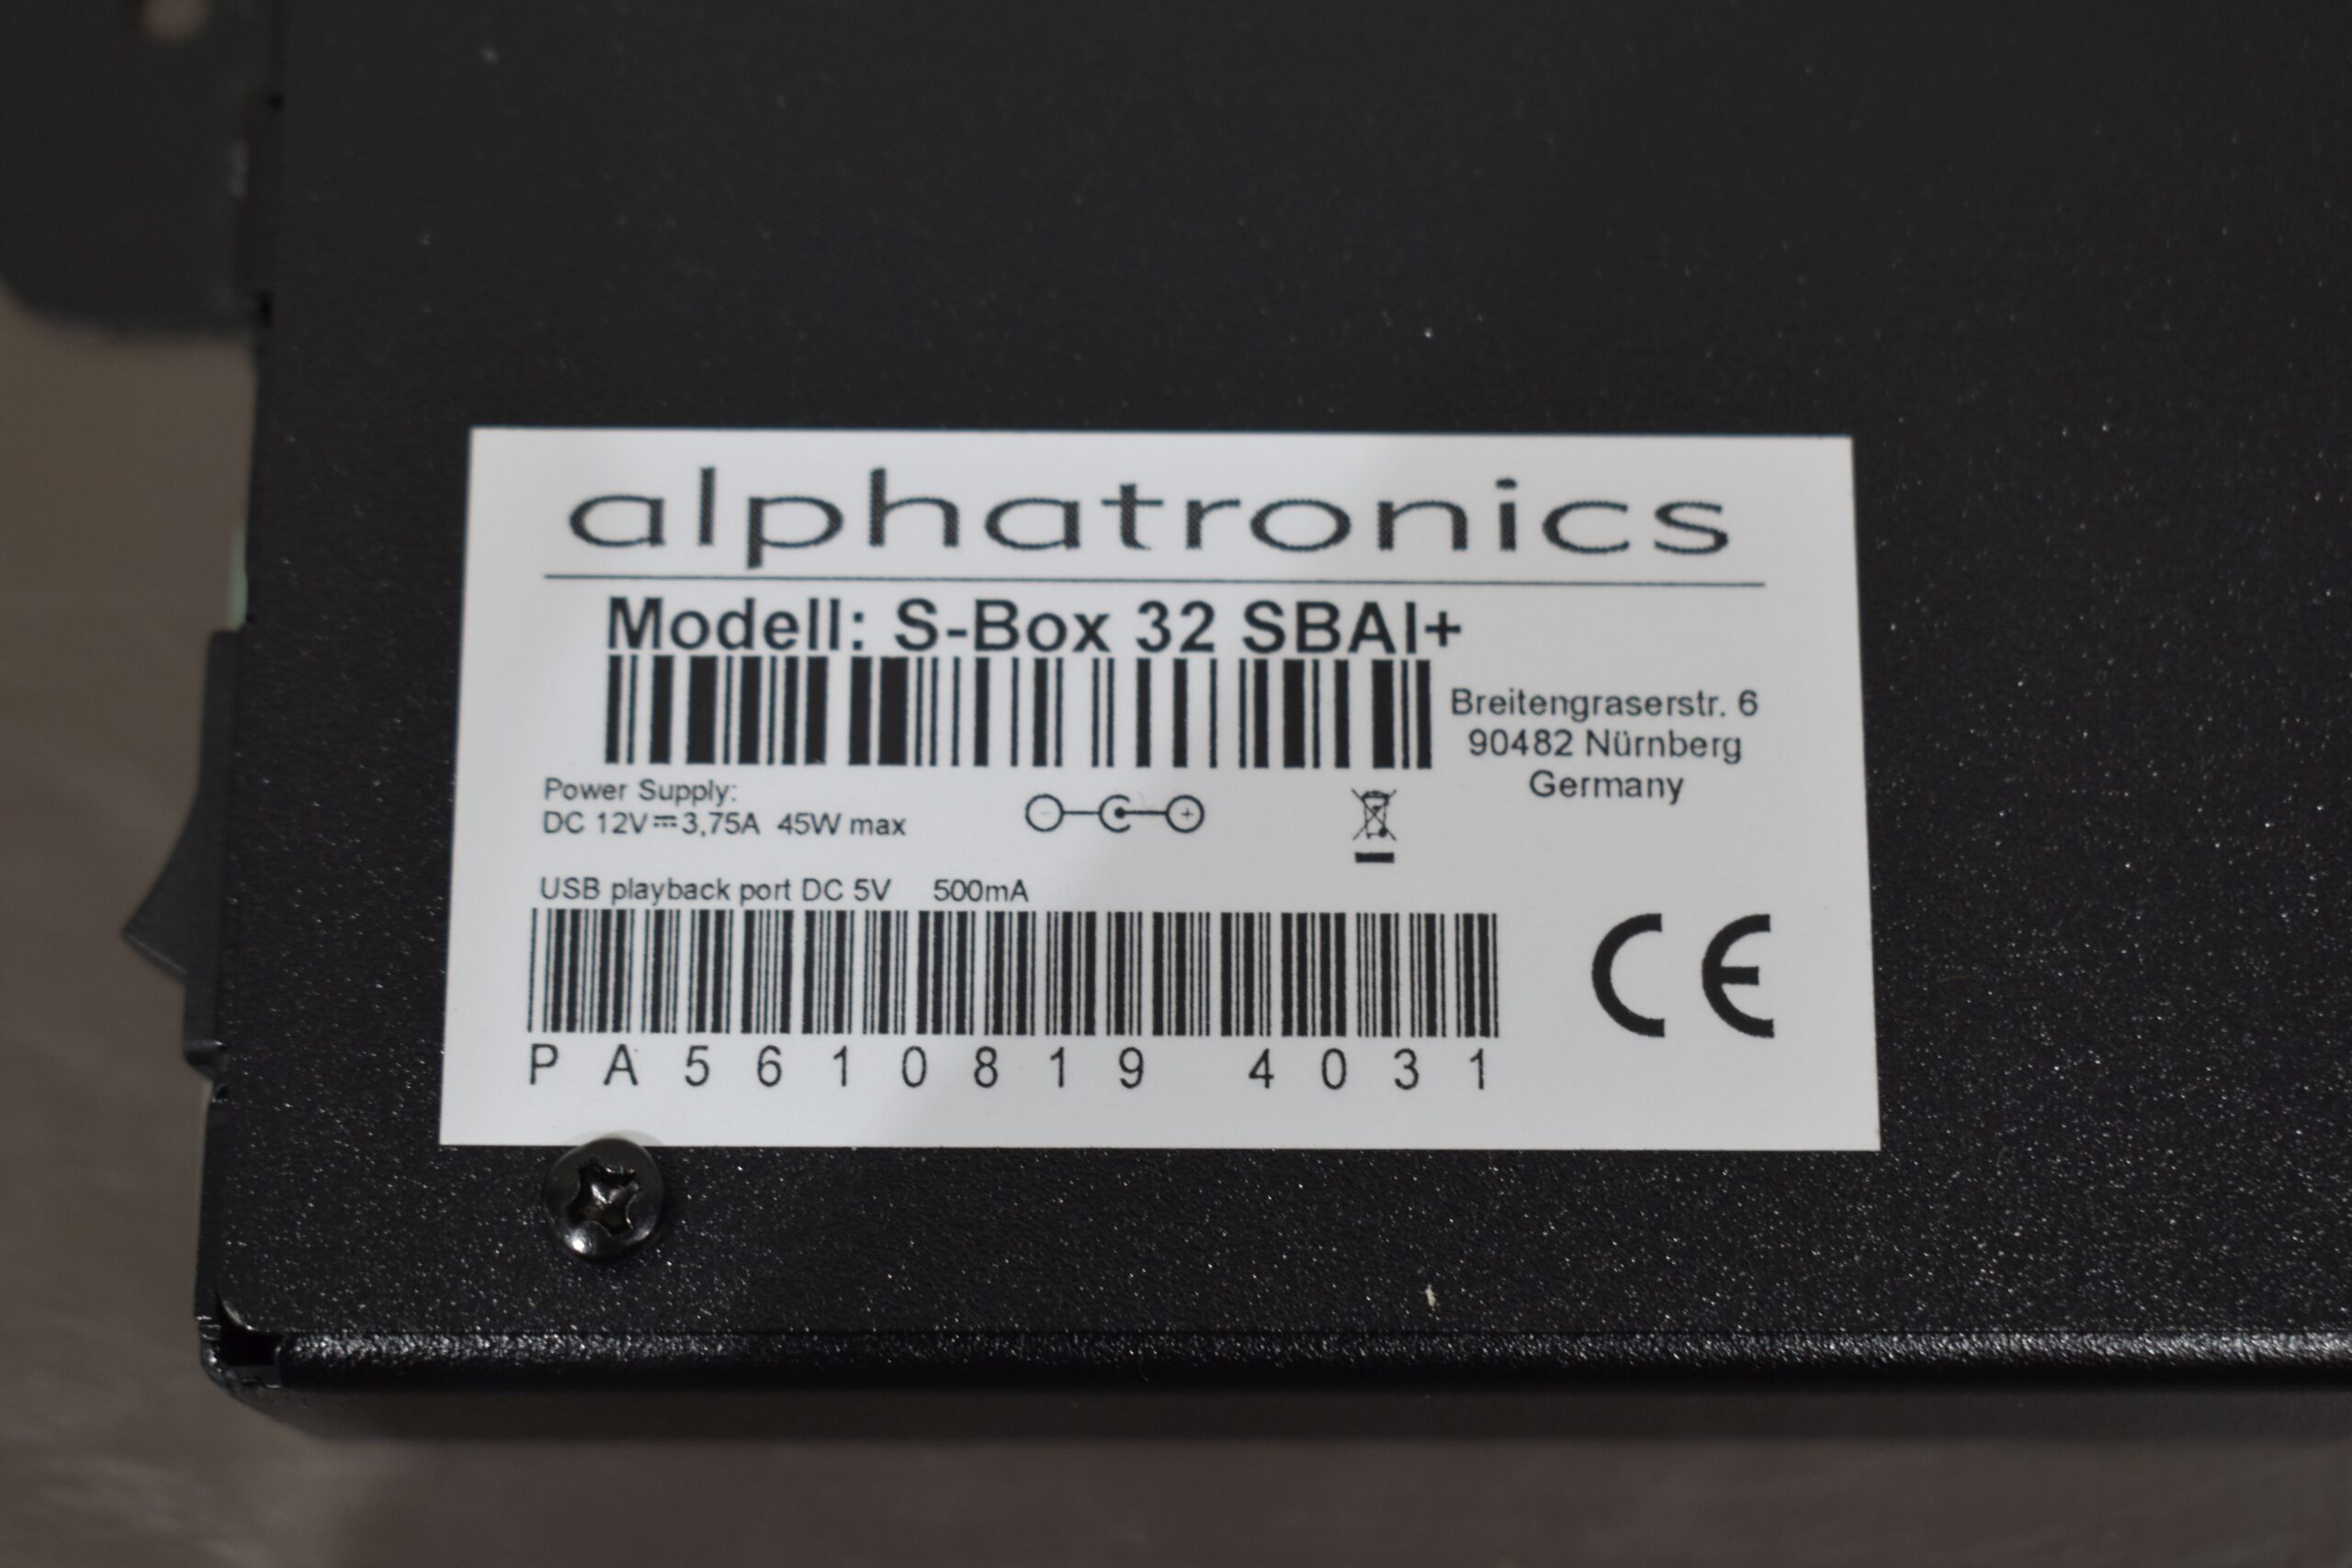 alphatronics
Modell: S-Box 32 SBAI+
Breitengraserstr. 6
90482 Nürnberg
Germany
Power Supply:
DC 12V⎓3,75A 45W max
USB playback port DC 5V 500mA
PA5610819 4031
CE